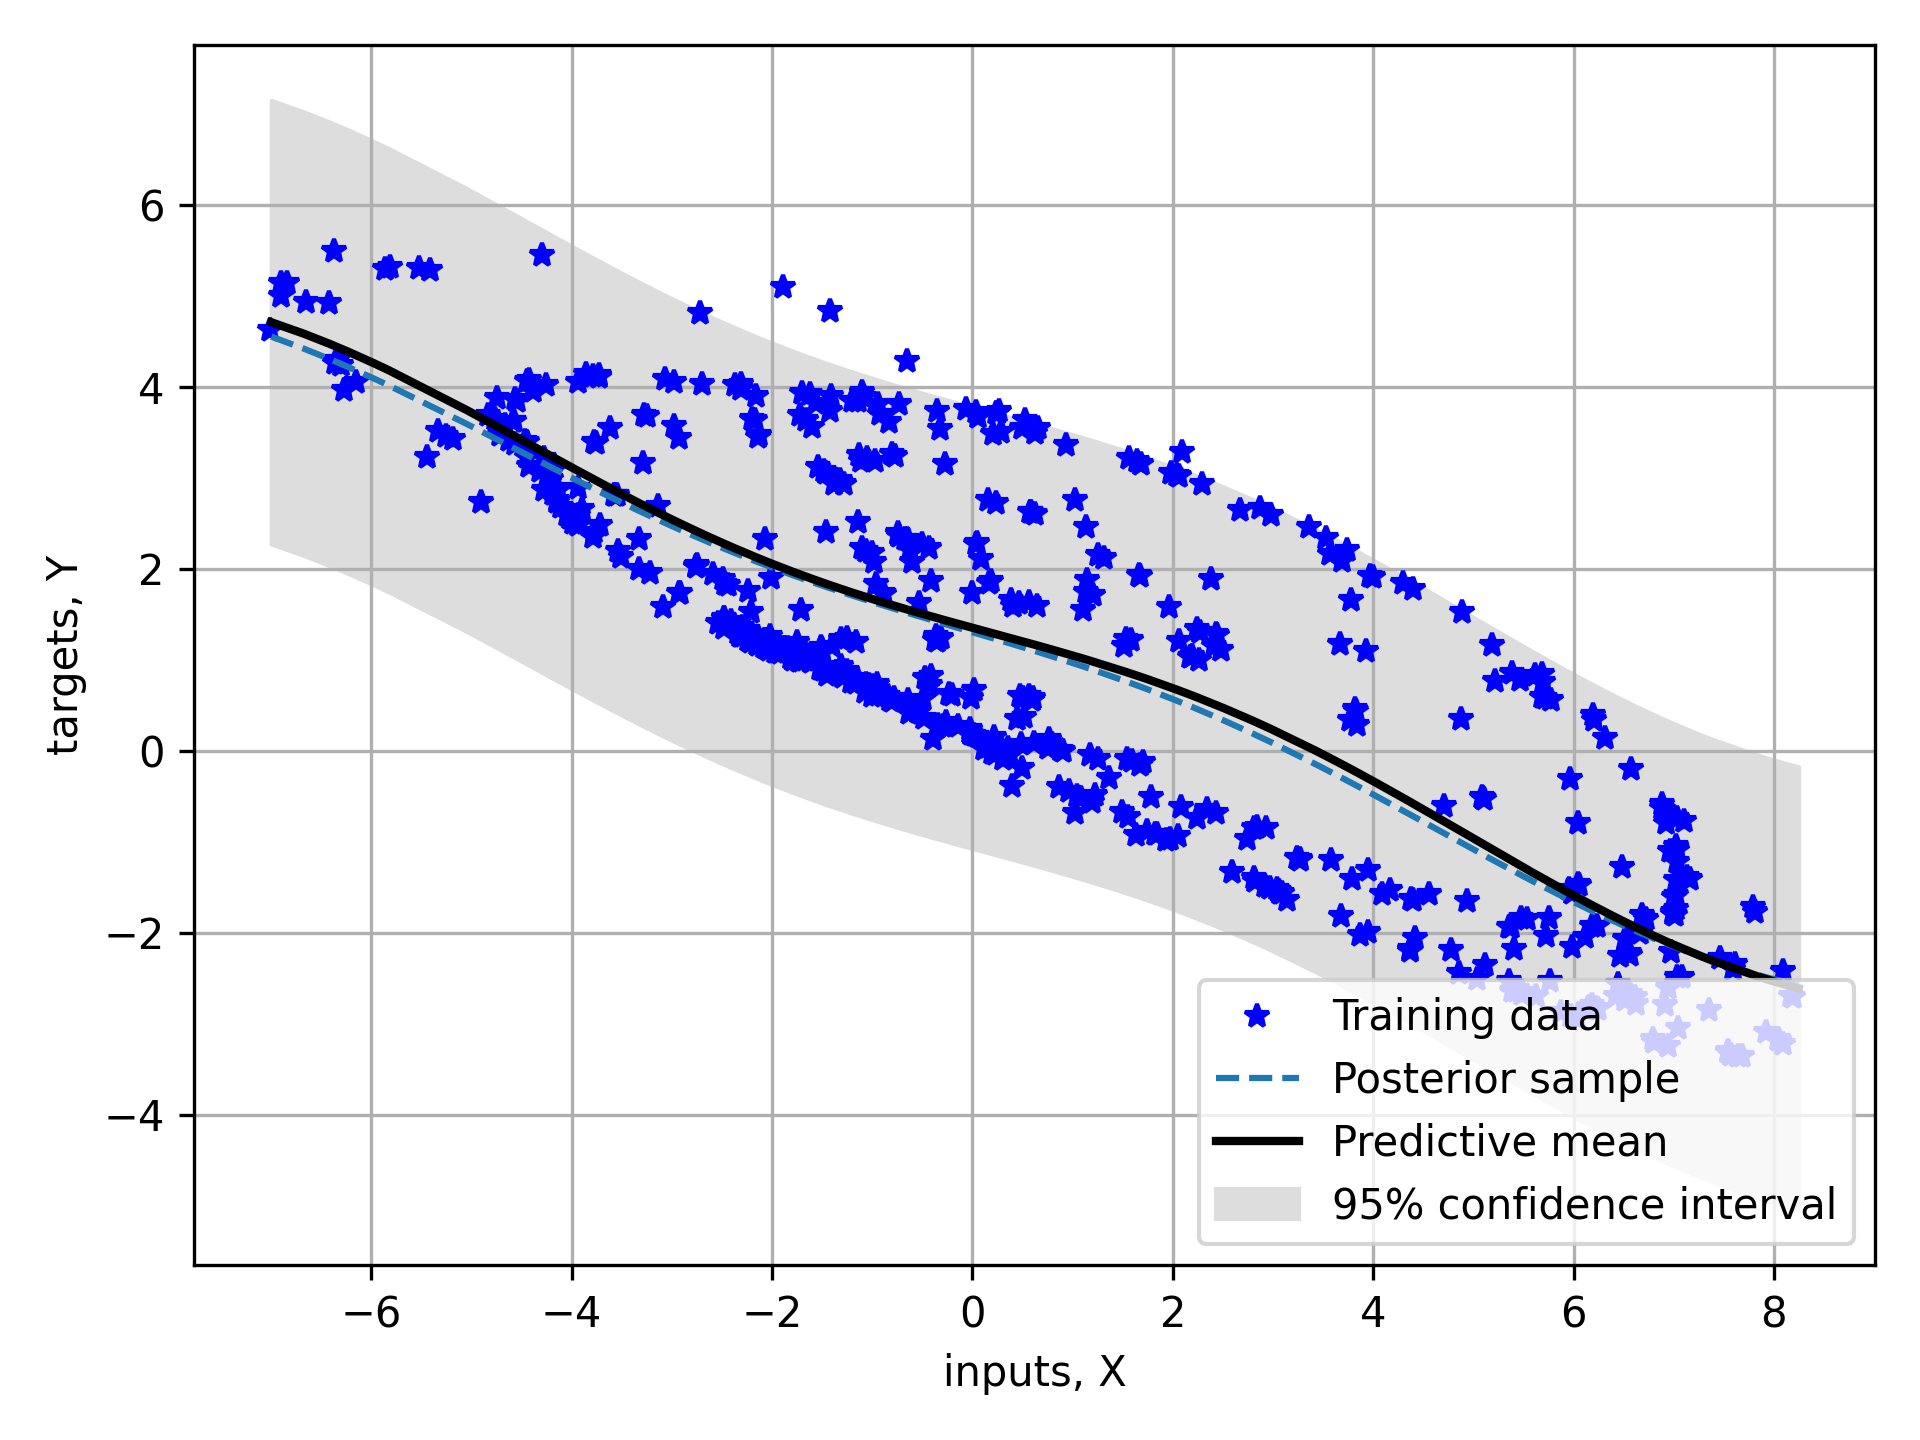 6
4
2
0
−2
−4
targets, Y
Training data
Posterior sample
Predictive mean
95% confidence interval
−6 −4 −2 0 2 4 6 8
inputs, X